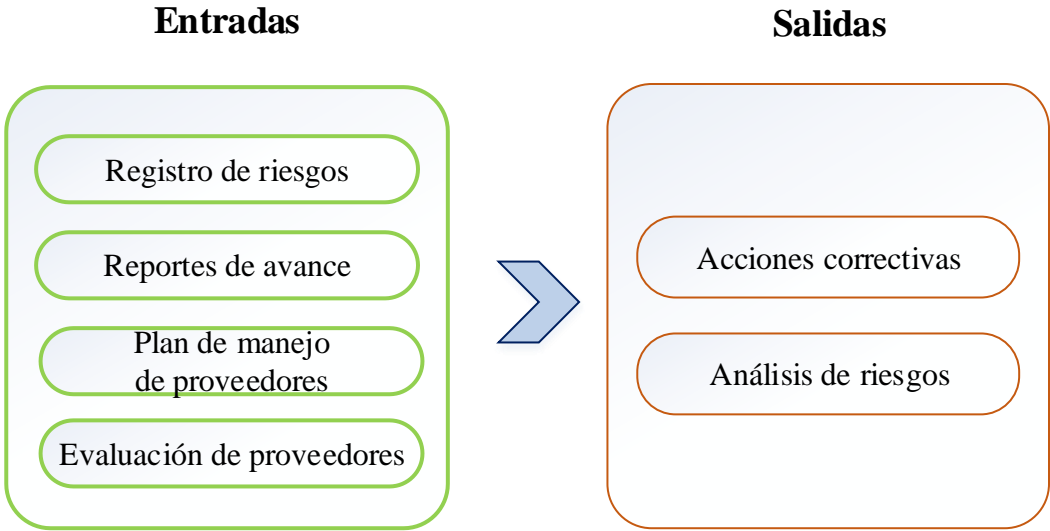 Entradas
Registro de riesgos
Reportes de avance
Plan de manejo
de proveedores
Evaluación de proveedores
Salidas
Acciones correctivas
Análisis de riesgos